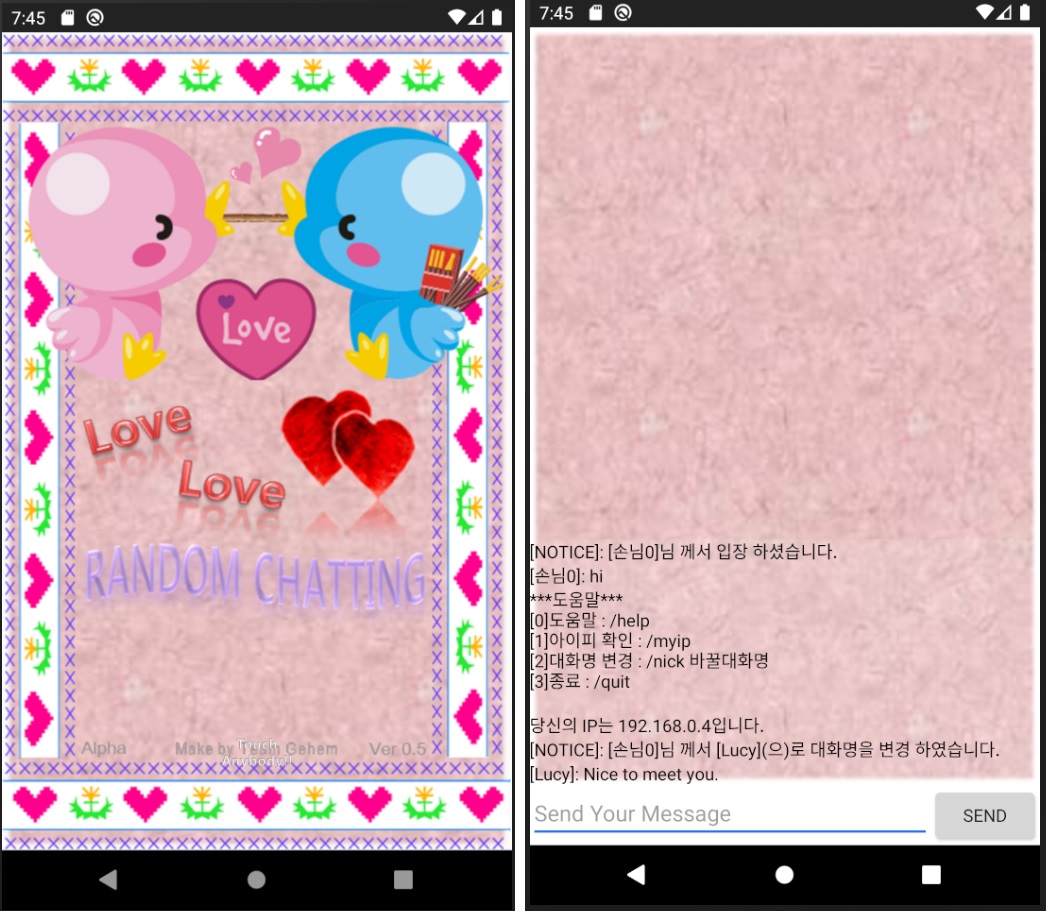 7:45
Love
Love
Love
RANDOM CHATTING
Alpha
Make by Team Gehem
Ver 0.5
Touch
Anybody!!
7:45
[NOTICE]: [손님0]님 께서 입장 하셨습니다.
[손님0]: hi
***도움말***
[0]도움말 : /help
[1]아이피 확인 : /myip
[2]대화명 변경 : /nick 바꿀대화명
[3]종료 : /quit
당신의 IP는 192.168.0.4입니다.
[NOTICE]: [손님0]님 께서 [Lucy](으)로 대화명을 변경 하였습니다.
[Lucy]: Nice to meet you.
Send Your Message
SEND